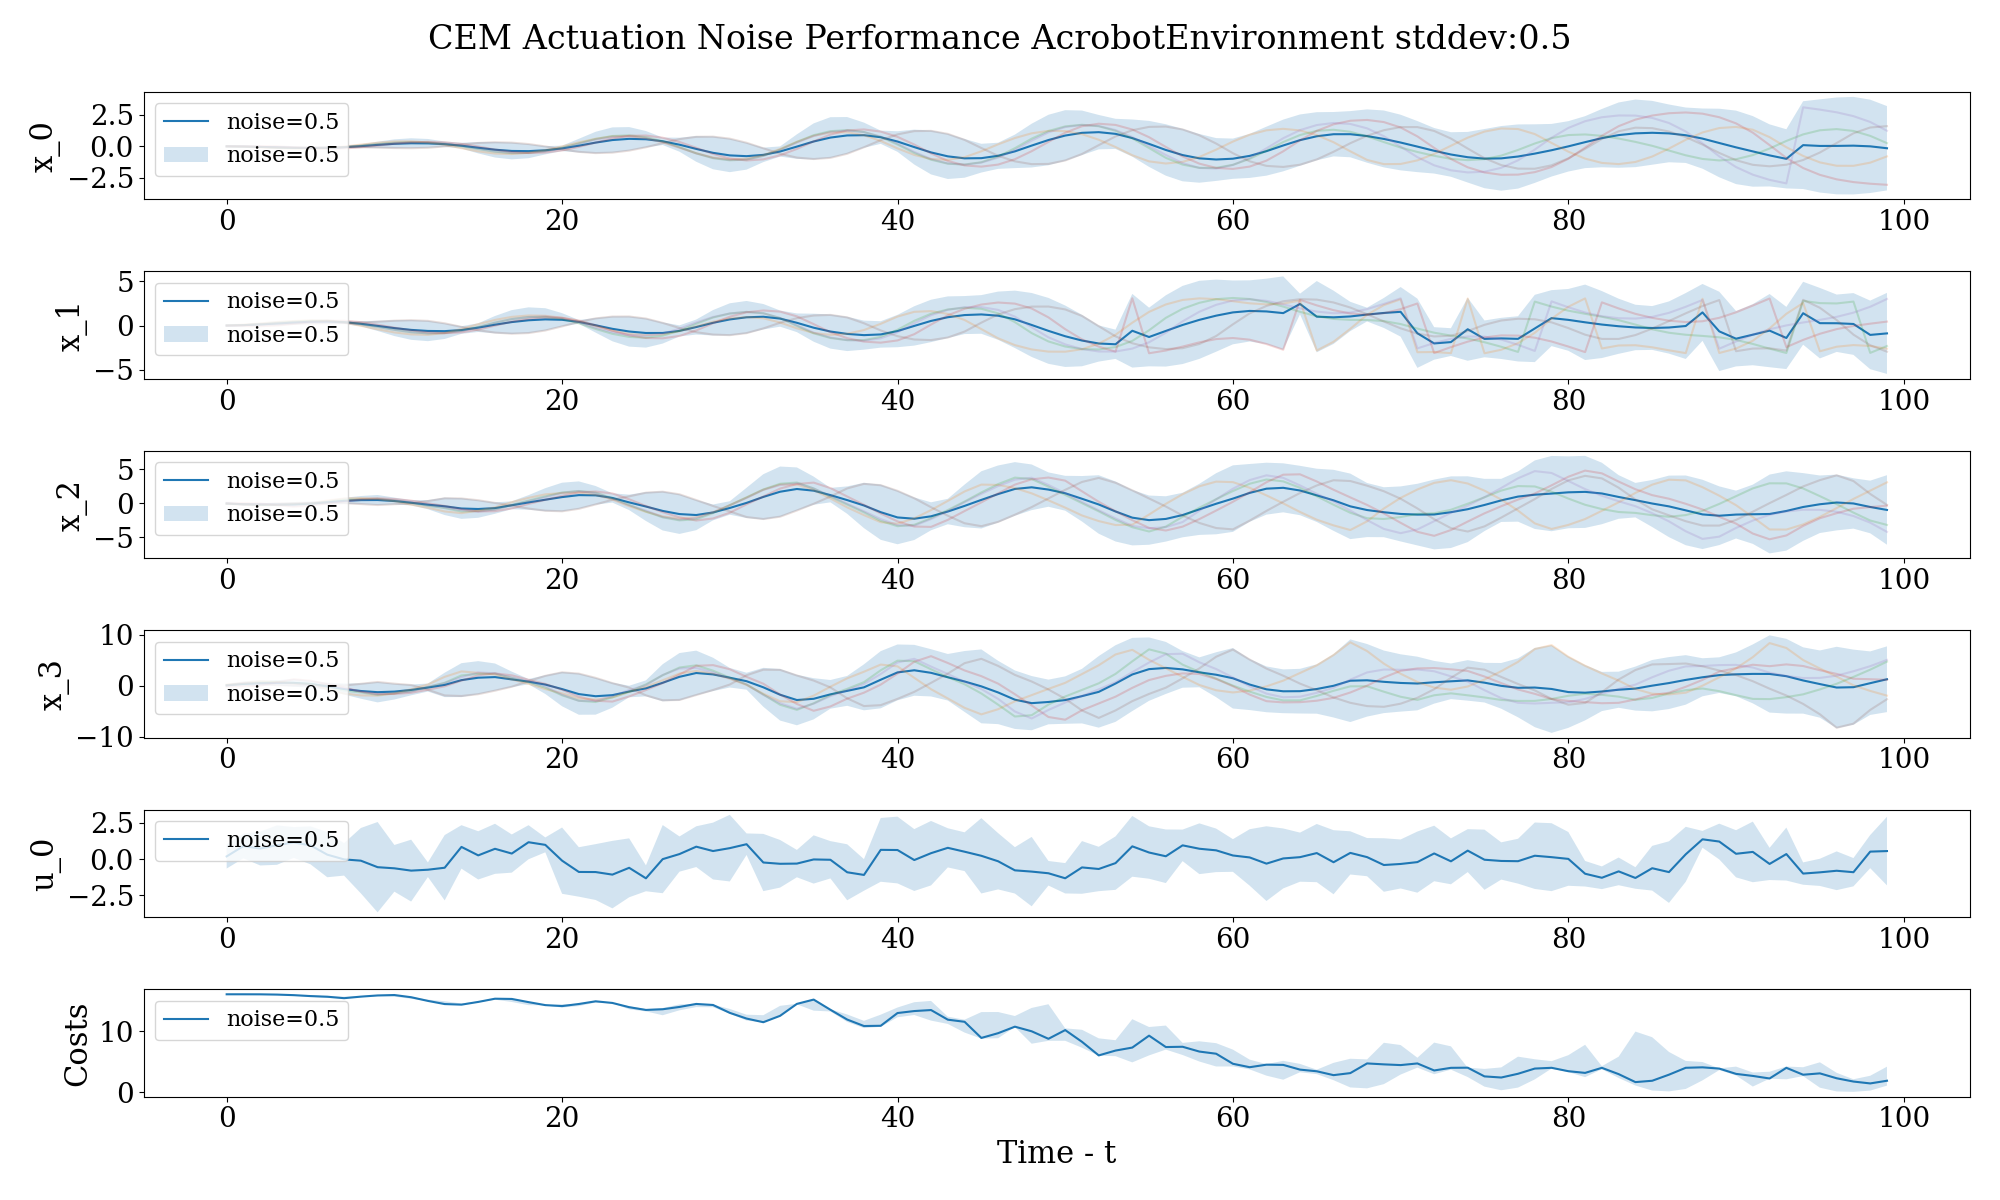 CEM Actuation Noise Performance AcrobotEnvironment stddev:0.5
x_0
2.5
0.0
−2.5
noise=0.5
noise=0.5
0 20 40 60 80 100
x_1
5
0
−5
noise=0.5
noise=0.5
0 20 40 60 80 100
x_2
5
0
−5
noise=0.5
noise=0.5
0 20 40 60 80 100
x_3
10
0
−10
noise=0.5
noise=0.5
0 20 40 60 80 100
u_0
2.5
0.0
−2.5
noise=0.5
0 20 40 60 80 100
Costs
10
0
noise=0.5
0 20 40 60 80 100
Time - t